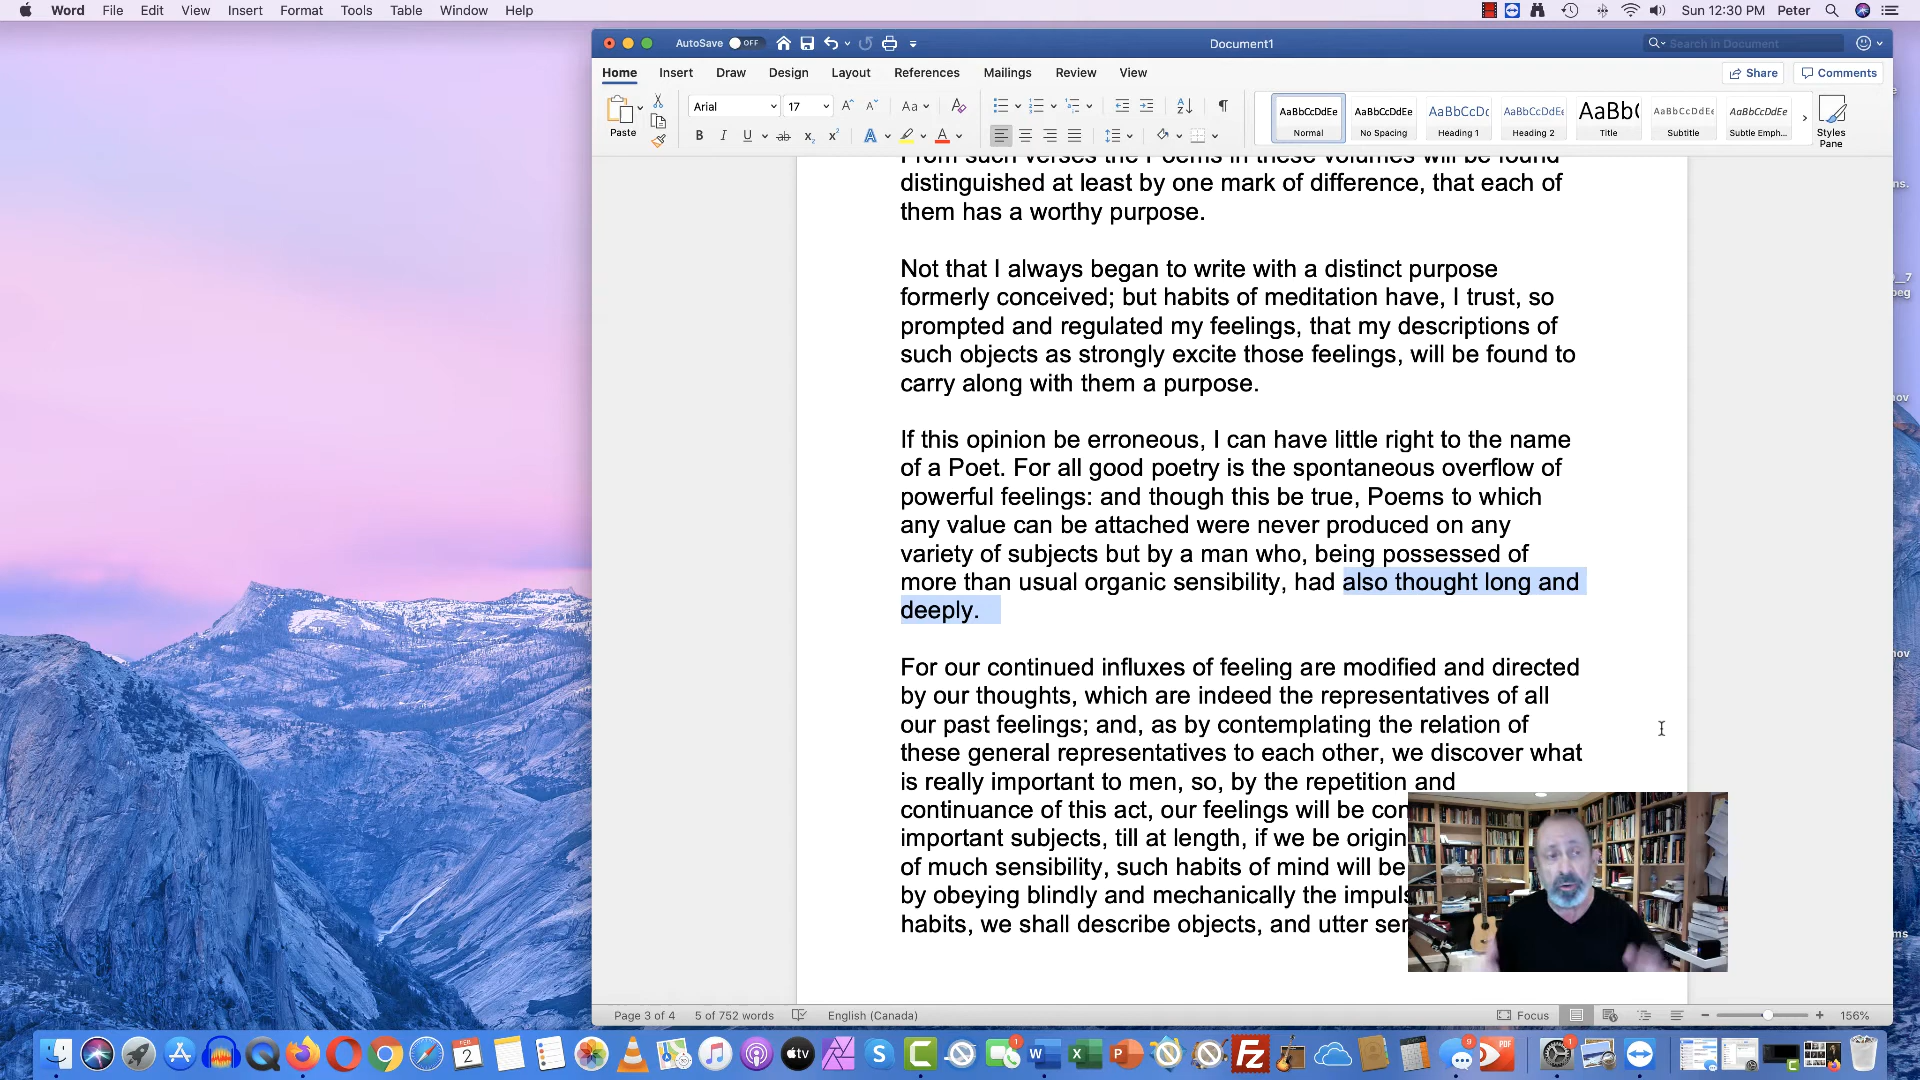 Word File Edit View Insert Format Tools Table Window Help
Sun 12:30 PM Peter
AutoSave OFF
Document1
Search in Document
Home Insert Draw Design Layout References Mailings Review View
Share Comments
Paste
Arial 17
AaBbCcDdEe AaBbCcDdEe AaBbCcDc AaBbCcDdEe AaBb( AaBbCcDdEe AaBbCcDdEe
Normal No Spacing Heading 1 Heading 2 Title Subtitle Subtle Emph...
Styles
Pane
From such verses the Poems in these volumes will be found
distinguished at least by one mark of difference, that each of
them has a worthy purpose.
Not that I always began to write with a distinct purpose
formerly conceived; but habits of meditation have, I trust, so
prompted and regulated my feelings, that my descriptions of
such objects as strongly excite those feelings, will be found to
carry along with them a purpose.
If this opinion be erroneous, I can have little right to the name
of a Poet. For all good poetry is the spontaneous overflow of
powerful feelings: and though this be true, Poems to which
any value can be attached were never produced on any
variety of subjects but by a man who, being possessed of
more than usual organic sensibility, had also thought long and
deeply.
For our continued influxes of feeling are modified and directed
by our thoughts, which are indeed the representatives of all
our past feelings; and, as by contemplating the relation of
these general representatives to each other, we discover what
is really important to men, so, by the repetition and
continuance of this act, our feelings will be con
important subjects, till at length, if we be origin
of much sensibility, such habits of mind will be
by obeying blindly and mechanically the impuls
habits, we shall describe objects, and utter ser
Page 3 of 4 5 of 752 words English (Canada)
Focus
156%